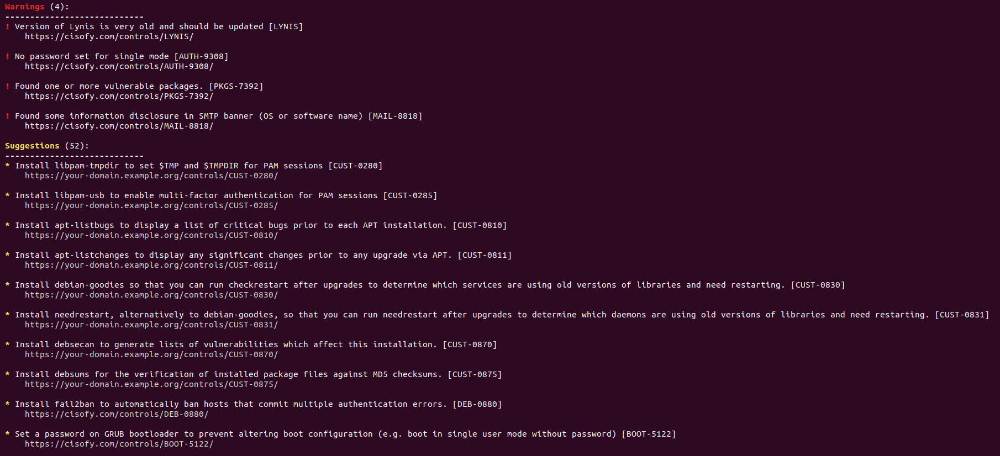 Warnings (4):
----------------------------
! Version of Lynis is very old and should be updated [LYNIS]
https://cisofy.com/controls/LYNIS/
! No password set for single mode [AUTH-9308]
https://cisofy.com/controls/AUTH-9308/
! Found one or more vulnerable packages. [PKGS-7392]
https://cisofy.com/controls/PKGS-7392/
! Found some information disclosure in SMTP banner (OS or software name) [MAIL-8818]
https://cisofy.com/controls/MAIL-8818/
Suggestions (52):
----------------------------
* Install libpam-tmpdir to set $TMP and $TMPDIR for PAM sessions [CUST-0280]
https://your-domain.example.org/controls/CUST-0280/
* Install libpam-usb to enable multi-factor authentication for PAM sessions [CUST-0285]
https://your-domain.example.org/controls/CUST-0285/
* Install apt-listbugs to display a list of critical bugs prior to each APT installation. [CUST-0810]
https://your-domain.example.org/controls/CUST-0810/
* Install apt-listchanges to display any significant changes prior to any upgrade via APT. [CUST-0811]
https://your-domain.example.org/controls/CUST-0811/
* Install debian-goodies so that you can run checkrestart after upgrades to determine which services are using old versions of libraries and need restarting. [CUST-0830]
https://your-domain.example.org/controls/CUST-0830/
* Install needrestart, alternatively to debian-goodies, so that you can run needrestart after upgrades to determine which daemons are using old versions of libraries and need restarting. [CUST-0831]
https://your-domain.example.org/controls/CUST-0831/
* Install debsecan to generate lists of vulnerabilities which affect this installation. [CUST-0870]
https://your-domain.example.org/controls/CUST-0870/
* Install debsums for the verification of installed package files against MD5 checksums. [CUST-0875]
https://your-domain.example.org/controls/CUST-0875/
* Install fail2ban to automatically ban hosts that commit multiple authentication errors. [DEB-0880]
https://cisofy.com/controls/DEB-0880/
* Set a password on GRUB bootloader to prevent altering boot configuration (e.g. boot in single user mode without password) [BOOT-5122]
https://cisofy.com/controls/BOOT-5122/